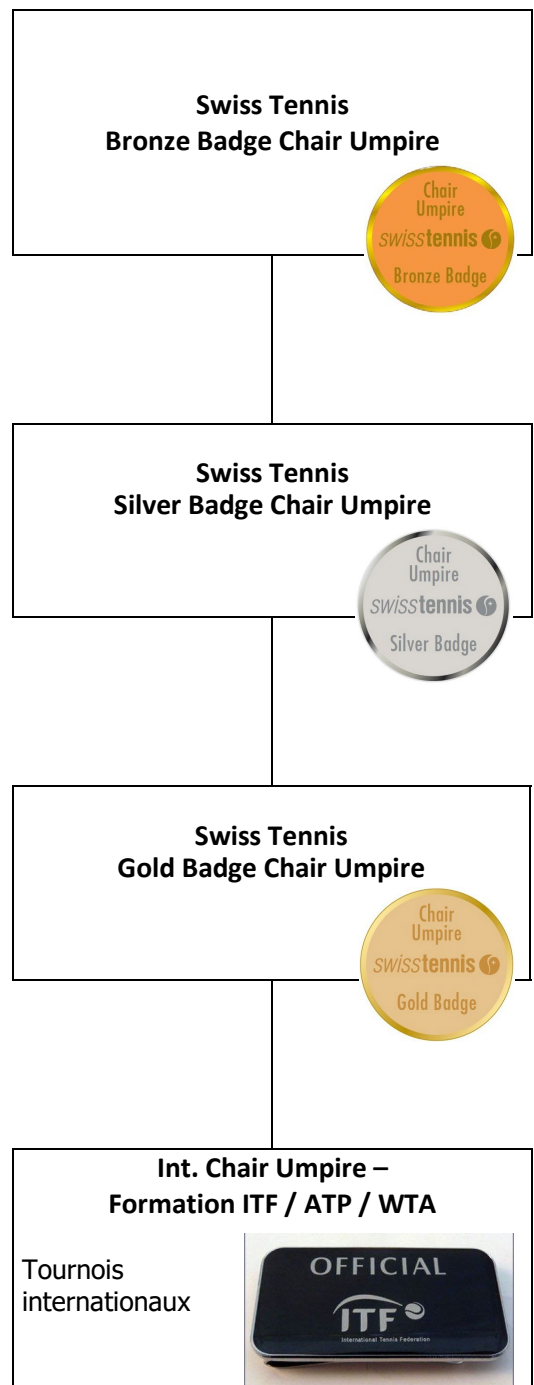 Swiss Tennis
Bronze Badge Chair Umpire
Chair
Umpire
swisstennis
Bronze Badge
Swiss Tennis
Silver Badge Chair Umpire
Chair
Umpire
swisstennis
Silver Badge
Swiss Tennis
Gold Badge Chair Umpire
Chair
Umpire
swisstennis
Gold Badge
Int. Chair Umpire –
Formation ITF / ATP / WTA
Tournois
internationaux
OFFICIAL
ITF
International Tennis Federation